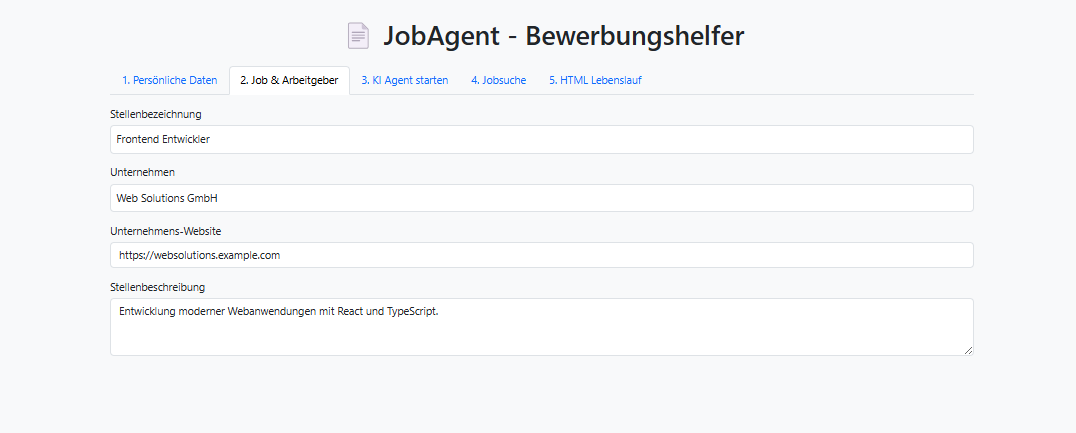 JobAgent - Bewerbungshelfer
1. Persönliche Daten 2. Job & Arbeitgeber 3. KI Agent starten 4. Jobsuche 5. HTML Lebenslauf
Stellenbezeichnung
Frontend Entwickler
Unternehmen
Web Solutions GmbH
Unternehmens-Website
https://websolutions.example.com
Stellenbeschreibung
Entwicklung moderner Webanwendungen mit React und TypeScript.